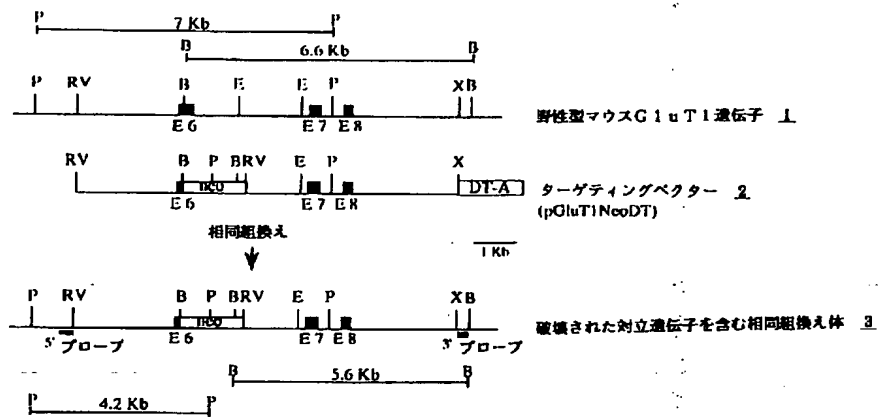 P 7 Kb P
B 6.6 Kb B
P RV B E E P X B
E6 E7 E8
野性型マウスGluT1遺伝子 1
RV B P B RV E P X
neo DT-A
E6 E7 E8
ターゲティングベクター 2
(pGluT1NeoDT)
相同組換え
1 Kb
P RV B P B RV E P X B
neo
5' プローブ E6 E7 E8 3' プローブ
破壊された対立遺伝子を含む相同組換え体 3
B 5.6 Kb B
P 4.2 Kb P